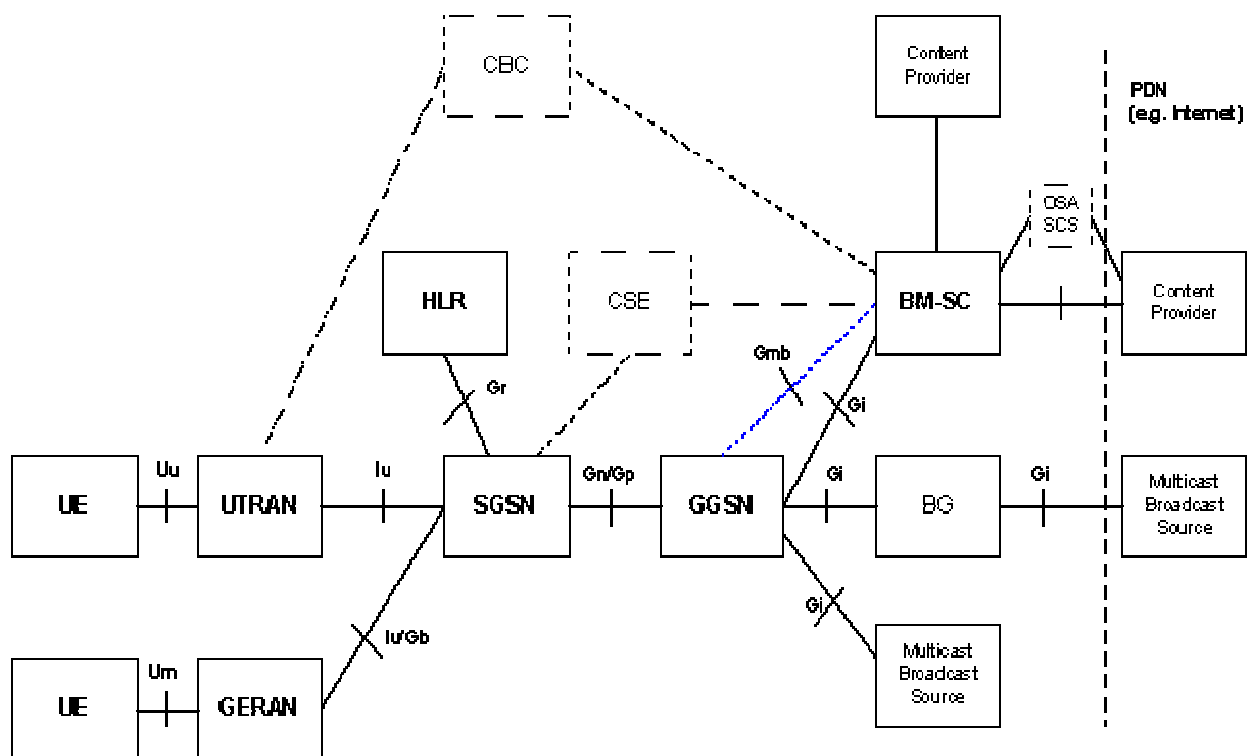 CBC
Content
Provider
PDN
(e.g. Internet)
OSA
SCS
HLR
CSE
BM-SC
Content
Provider
Gmb
Gr
Gi
Uu
Iu
Gn/Gp
Gi
Gi
UE
UTRAN
SGSN
GGSN
BG
Multicast
Broadcast
Source
Gi
Iu/Gb
Um
UE
GERAN
Multicast
Broadcast
Source